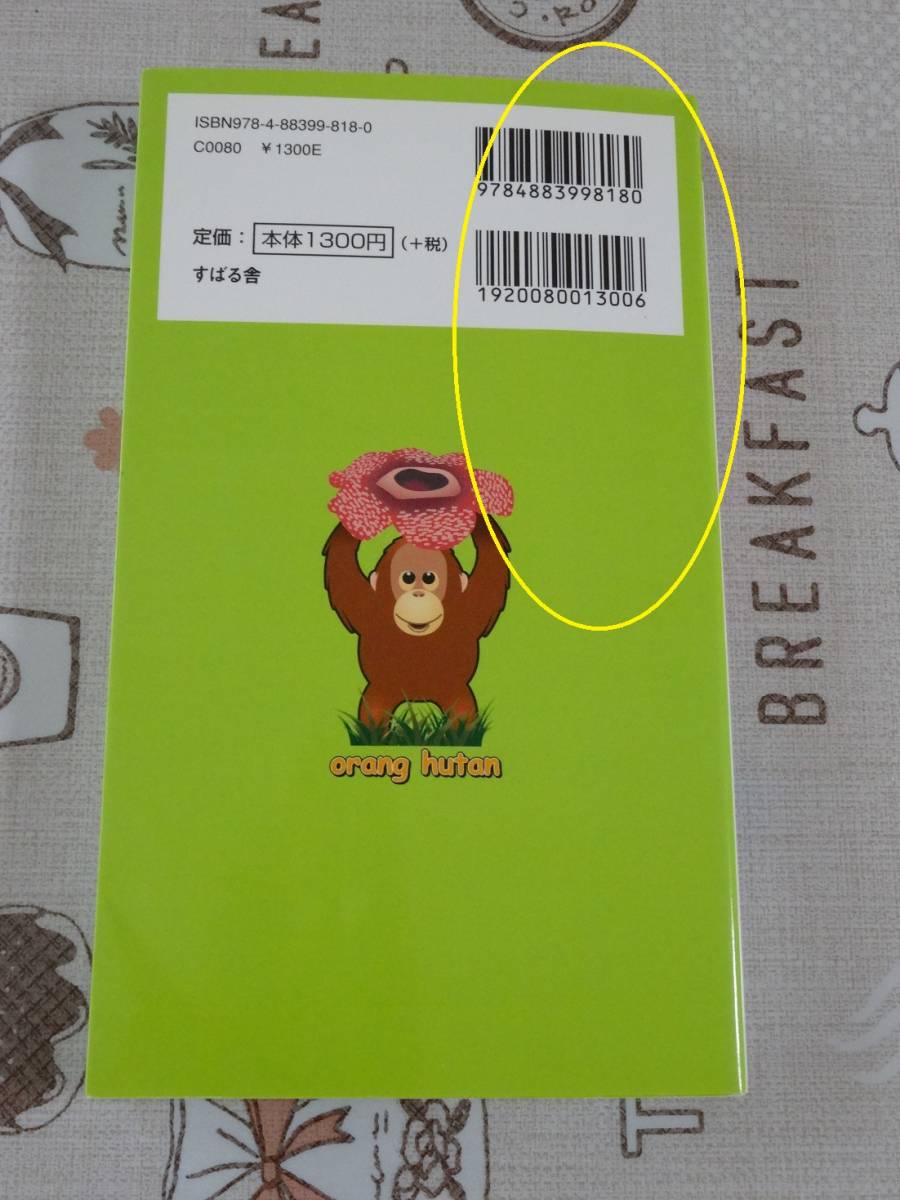 ISBN978-4-88399-818-0
C0080 ¥1300E
9784883998180
定価：本体1300円（+税）
すばる舎
1920080013006
orang hutan
BREAKFAST